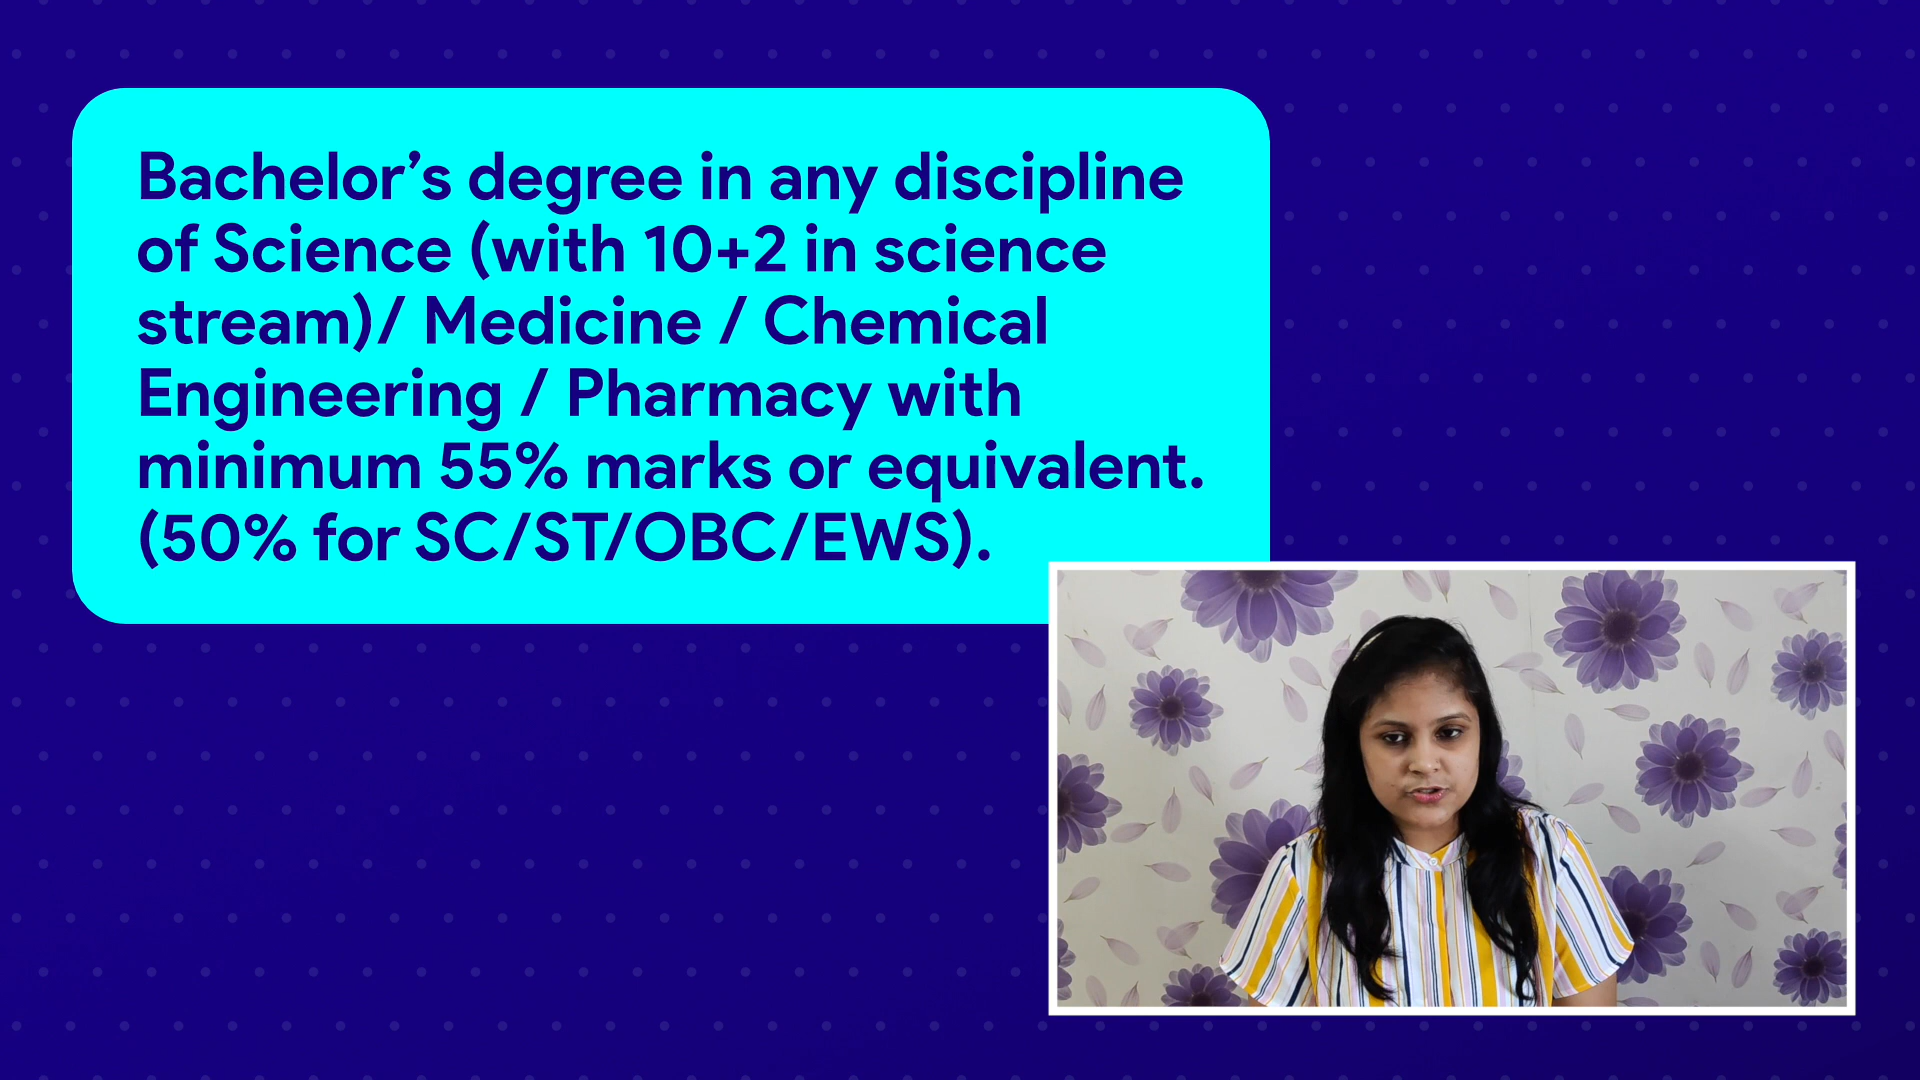 Bachelor’s degree in any discipline
of Science (with 10+2 in science
stream)/ Medicine / Chemical
Engineering / Pharmacy with
minimum 55% marks or equivalent.
(50% for SC/ST/OBC/EWS).